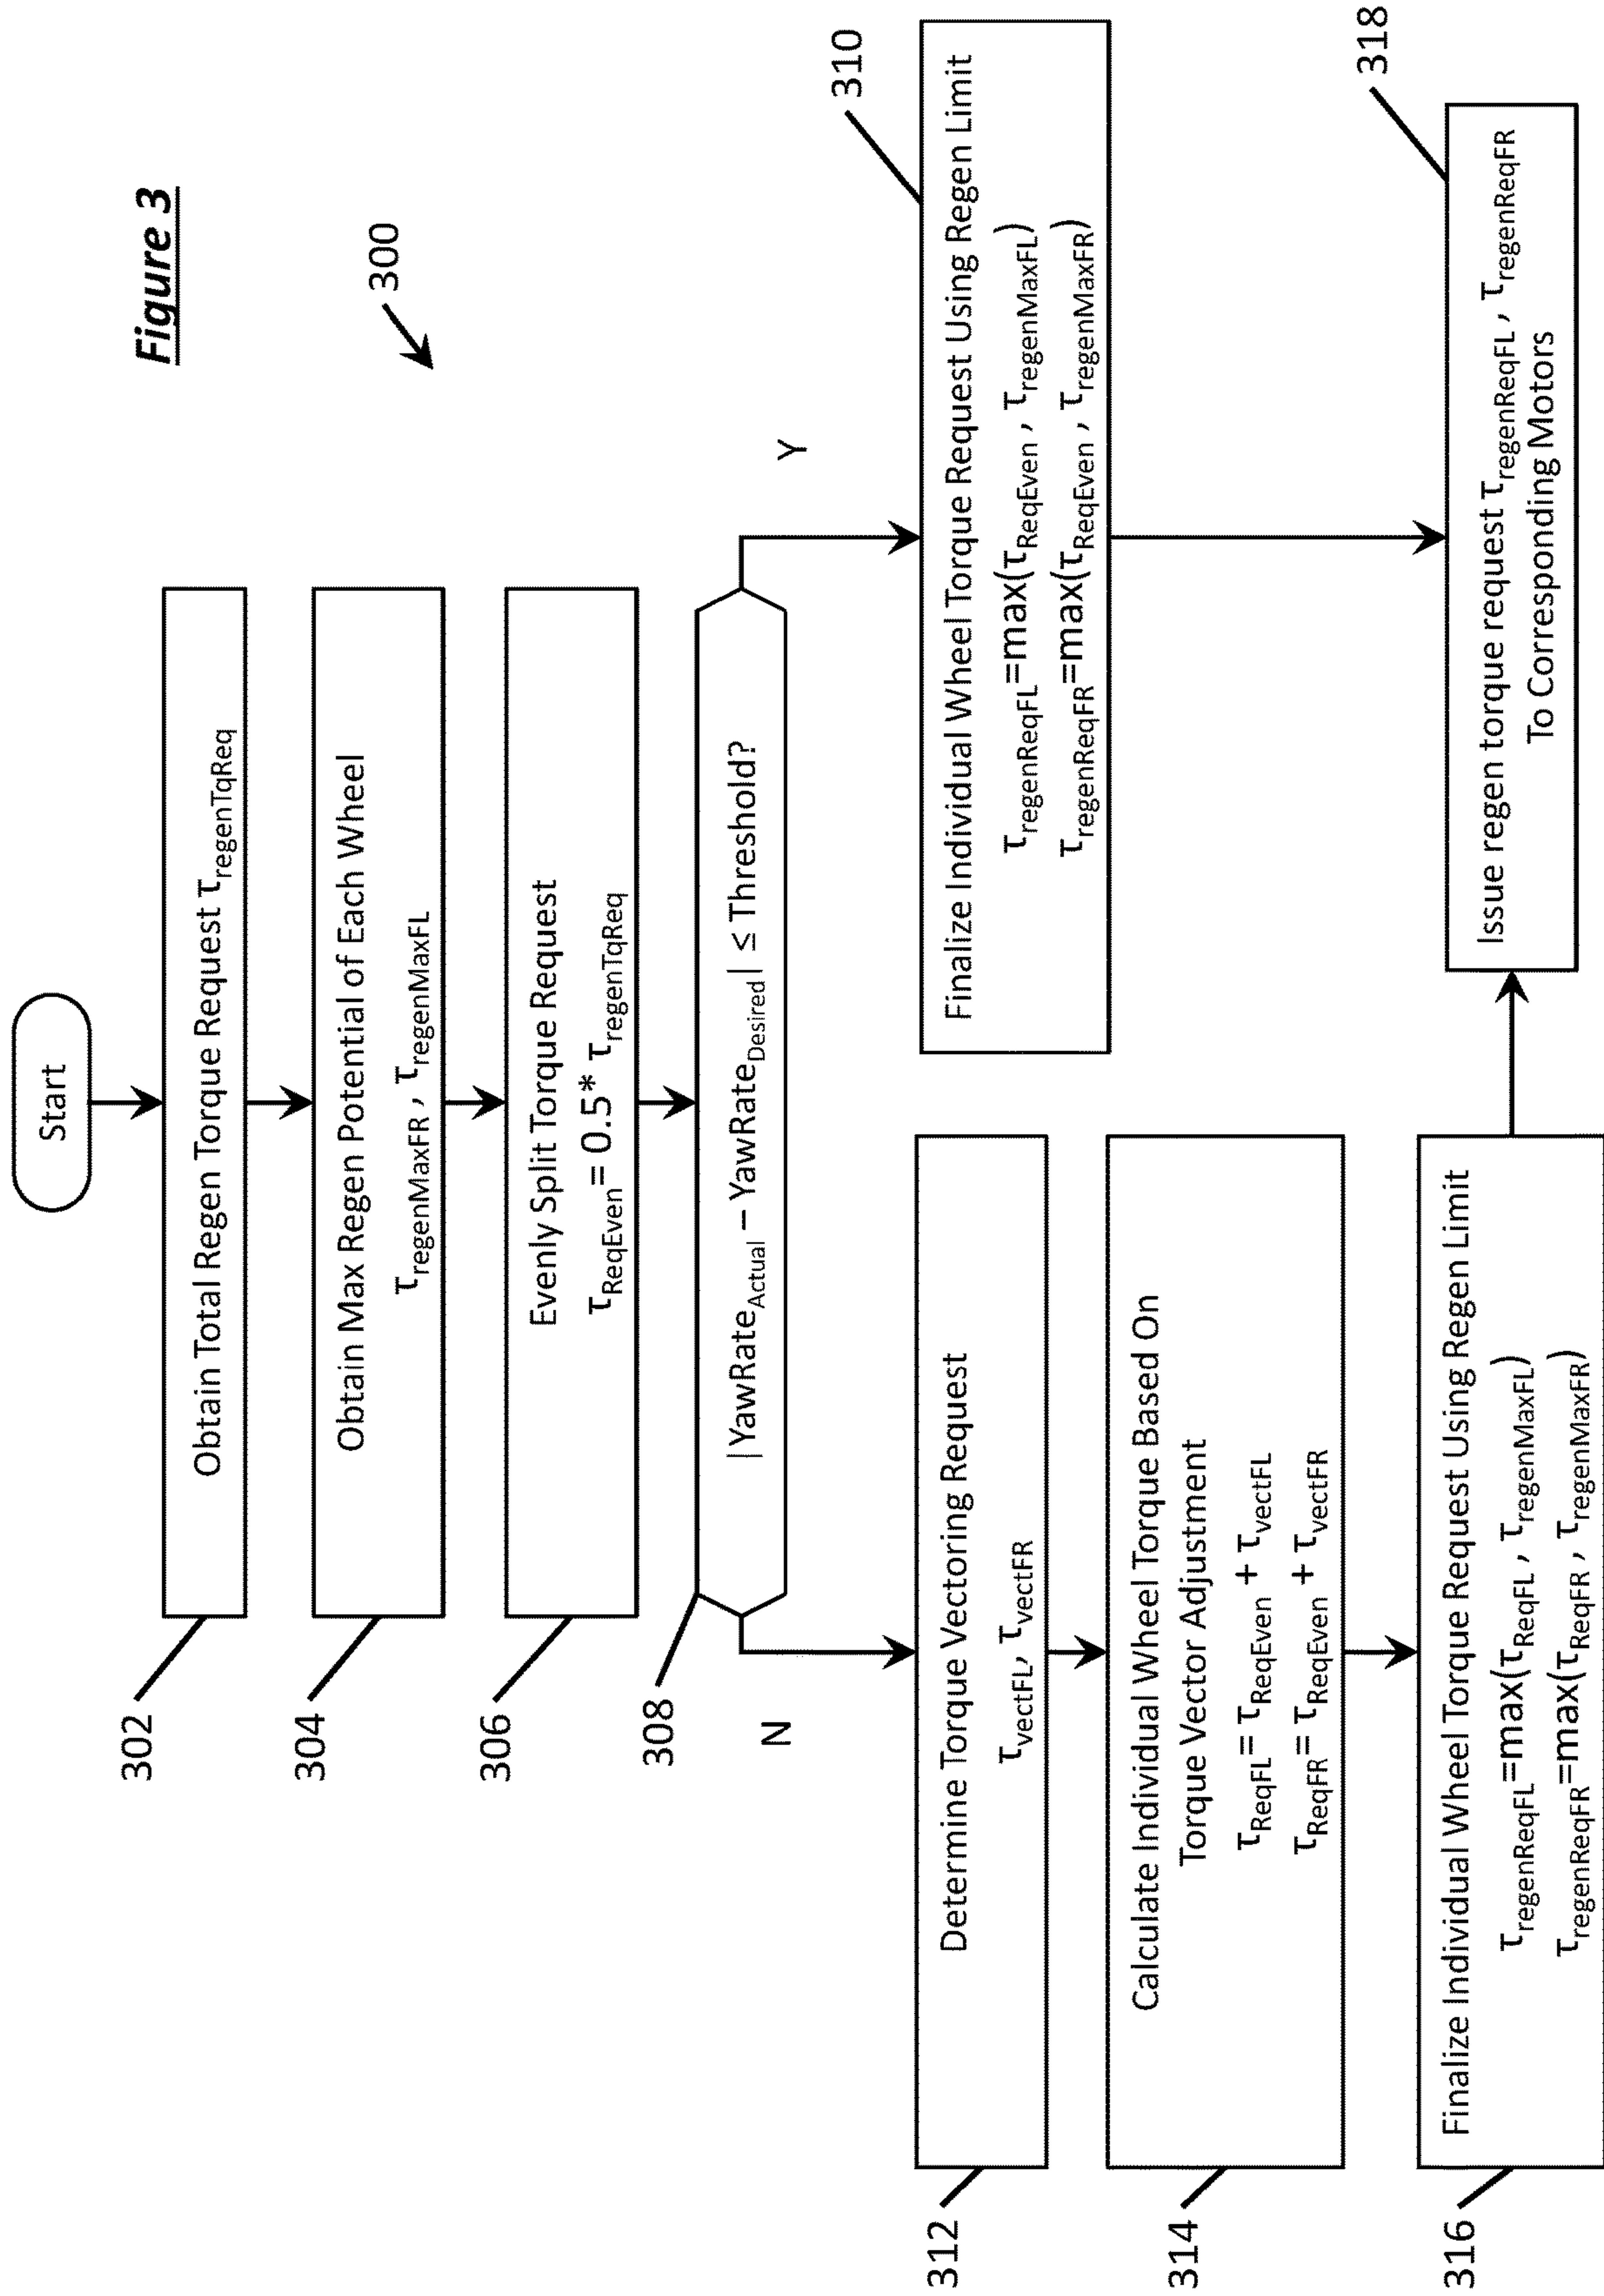 Figure 3
300
Start
302
Obtain Total Regen Torque Request τregenTqReq
304
Obtain Max Regen Potential of Each Wheel
τregenMaxFR , τregenMaxFL
306
Evenly Split Torque Request
τReqEven= 0.5* τregenTqReq
308
|YawRateActual – YawRateDesired| ≤ Threshold?
N
Y
312
Determine Torque Vectoring Request
τvectFL, τvectFR
310
Finalize Individual Wheel Torque Request Using Regen Limit
τregenReqFL=max(τReqEven , τregenMaxFL)
τregenReqFR=max(τReqEven , τregenMaxFR)
314
Calculate Individual Wheel Torque Based On
Torque Vector Adjustment
τReqFL= τReqEven + τvectFL
τReqFR= τReqEven + τvectFR
316
Finalize Individual Wheel Torque Request Using Regen Limit
τregenReqFL=max(τReqFL , τregenMaxFL)
τregenReqFR=max(τReqFR , τregenMaxFR)
318
Issue regen torque request τregenReqFL , τregenReqFR
To Corresponding Motors